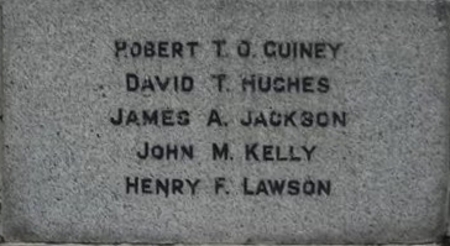 ROBERT T. O. GUINEY
DAVID T. HUGHES
JAMES A. JACKSON
JOHN M. KELLY
HENRY F. LAWSON